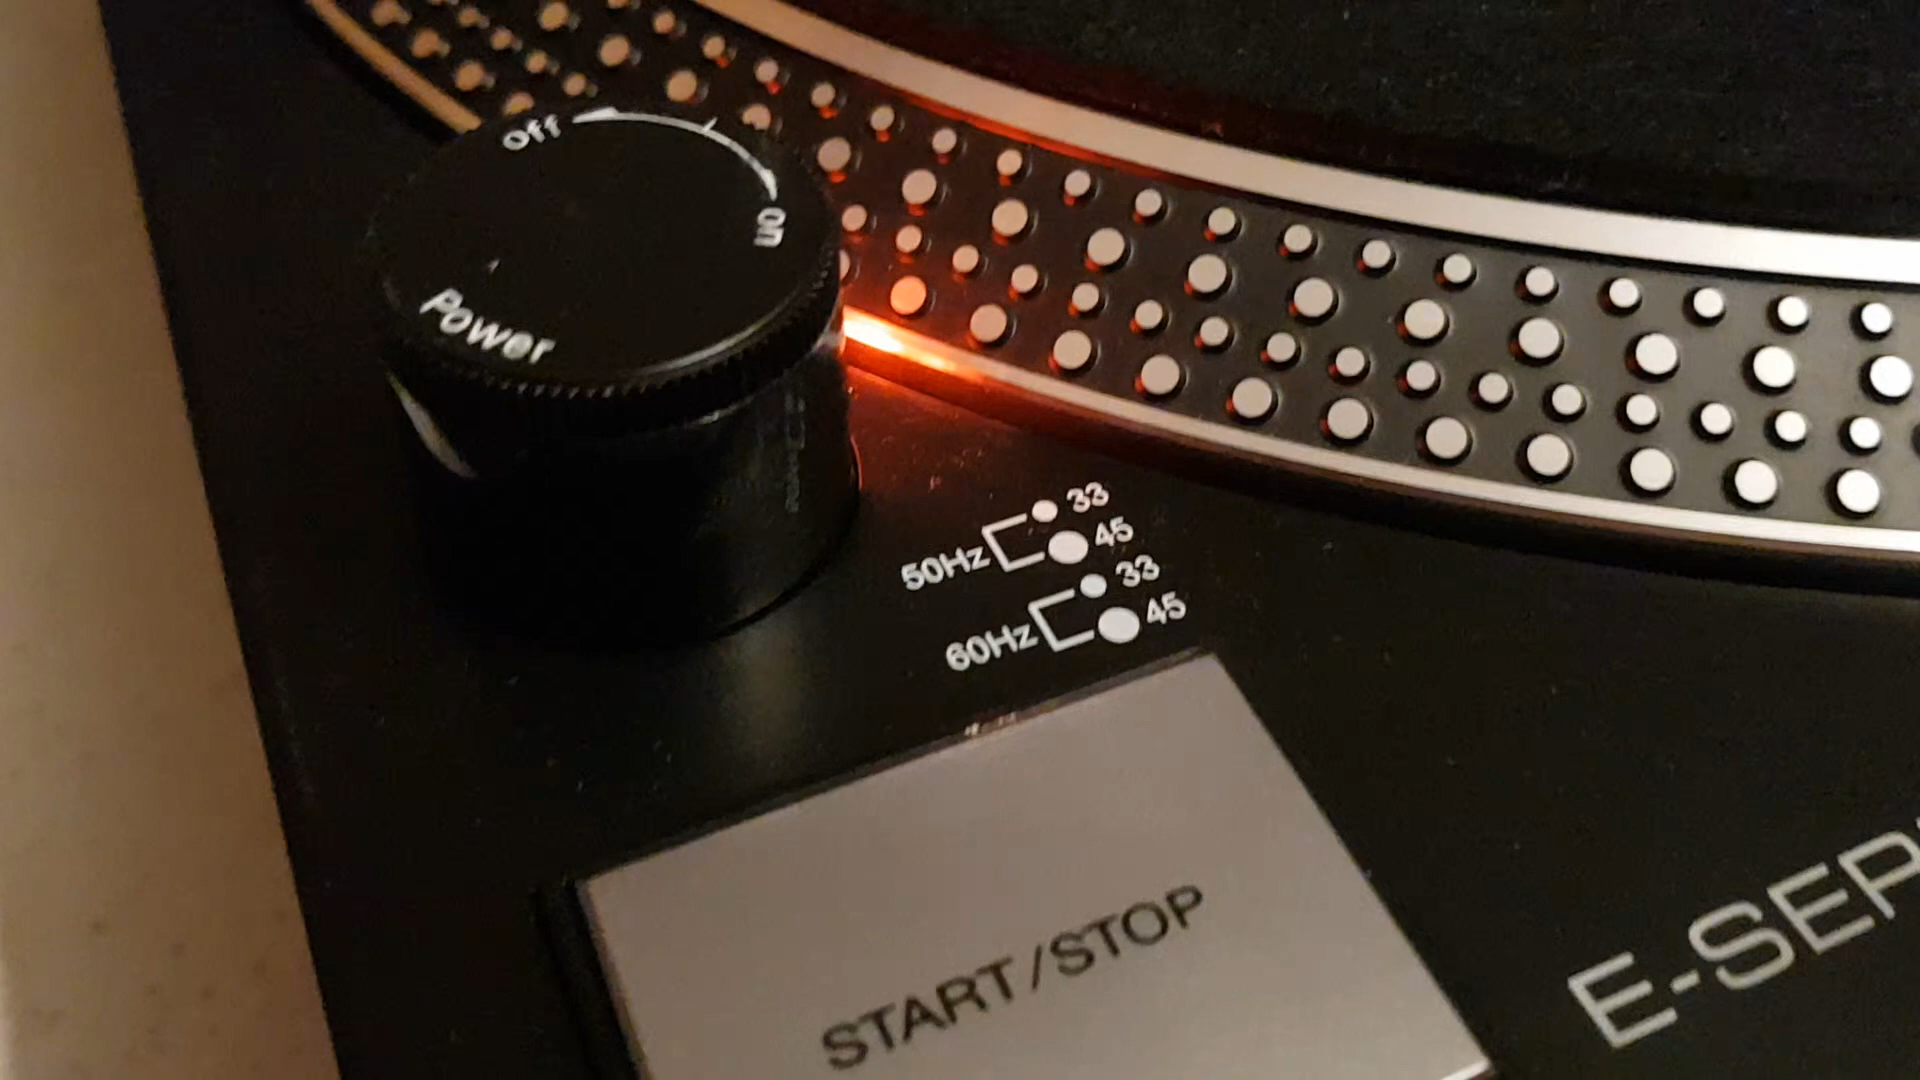 Off
On
Power
50Hz 33
45
60Hz 33
45
START/STOP
E-SER